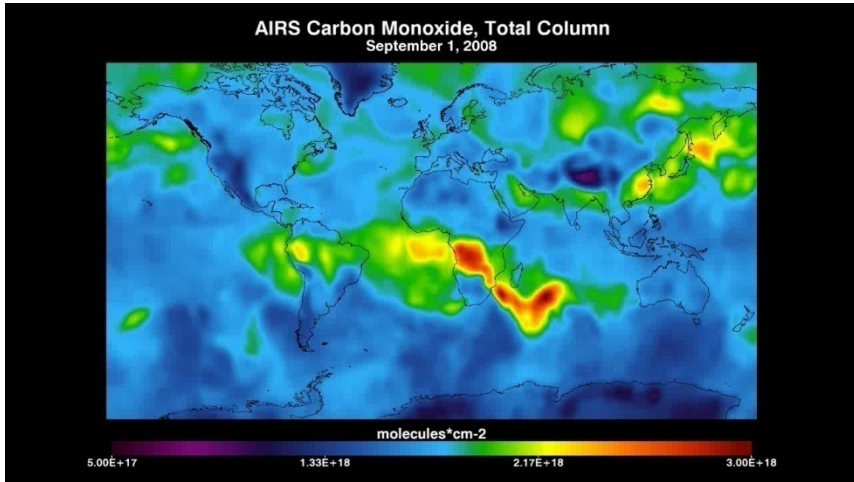 AIRS Carbon Monoxide, Total Column
September 1, 2008
molecules*cm-2
5.00E+17 1.33E+18 2.17E+18 3.00E+18